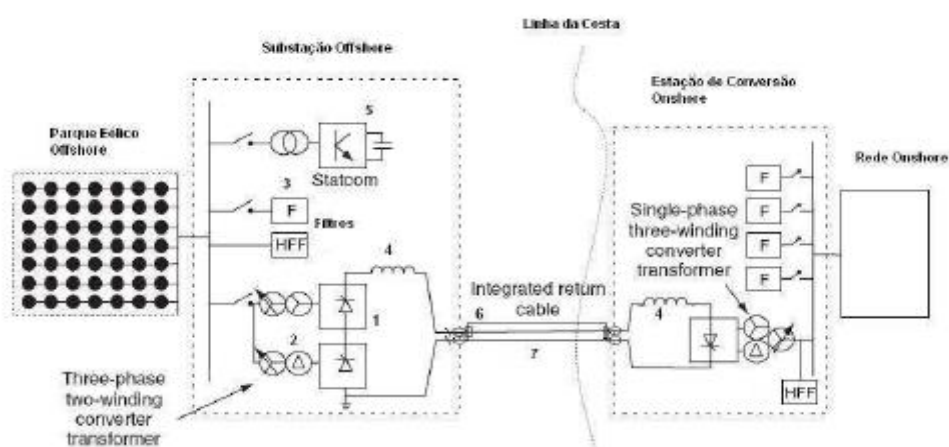 Linha da Costa
Substação Offshore
Estação de Conversão
Onshore
Parque Eólico
Offshore
Rede Onshore
5
Statcom
3
F
Filtres
HFF
4
1
2
Three-phase
two-winding
converter
transformer
Integrated return
cable
6
7
Single-phase
three-winding
converter
transformer
4
F
F
F
F
HFF